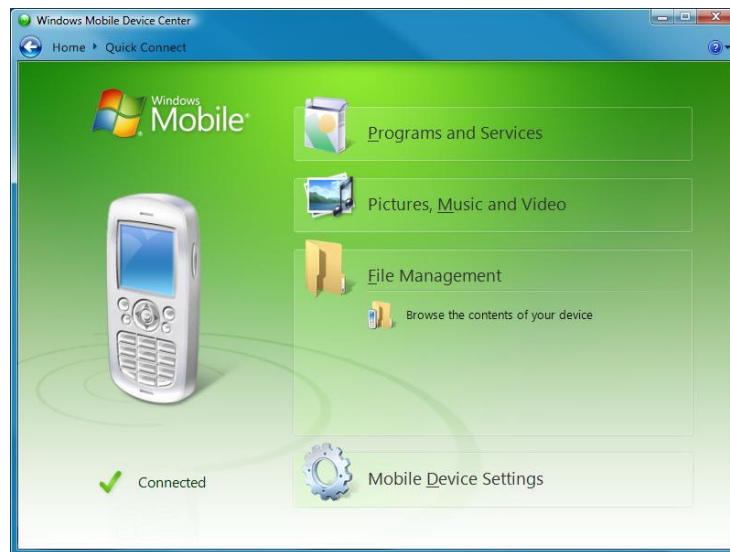 Windows Mobile Device Center
Home ▸ Quick Connect
Windows
Mobile
Programs and Services
Pictures, Music and Video
File Management
Browse the contents of your device
Mobile Device Settings
Connected